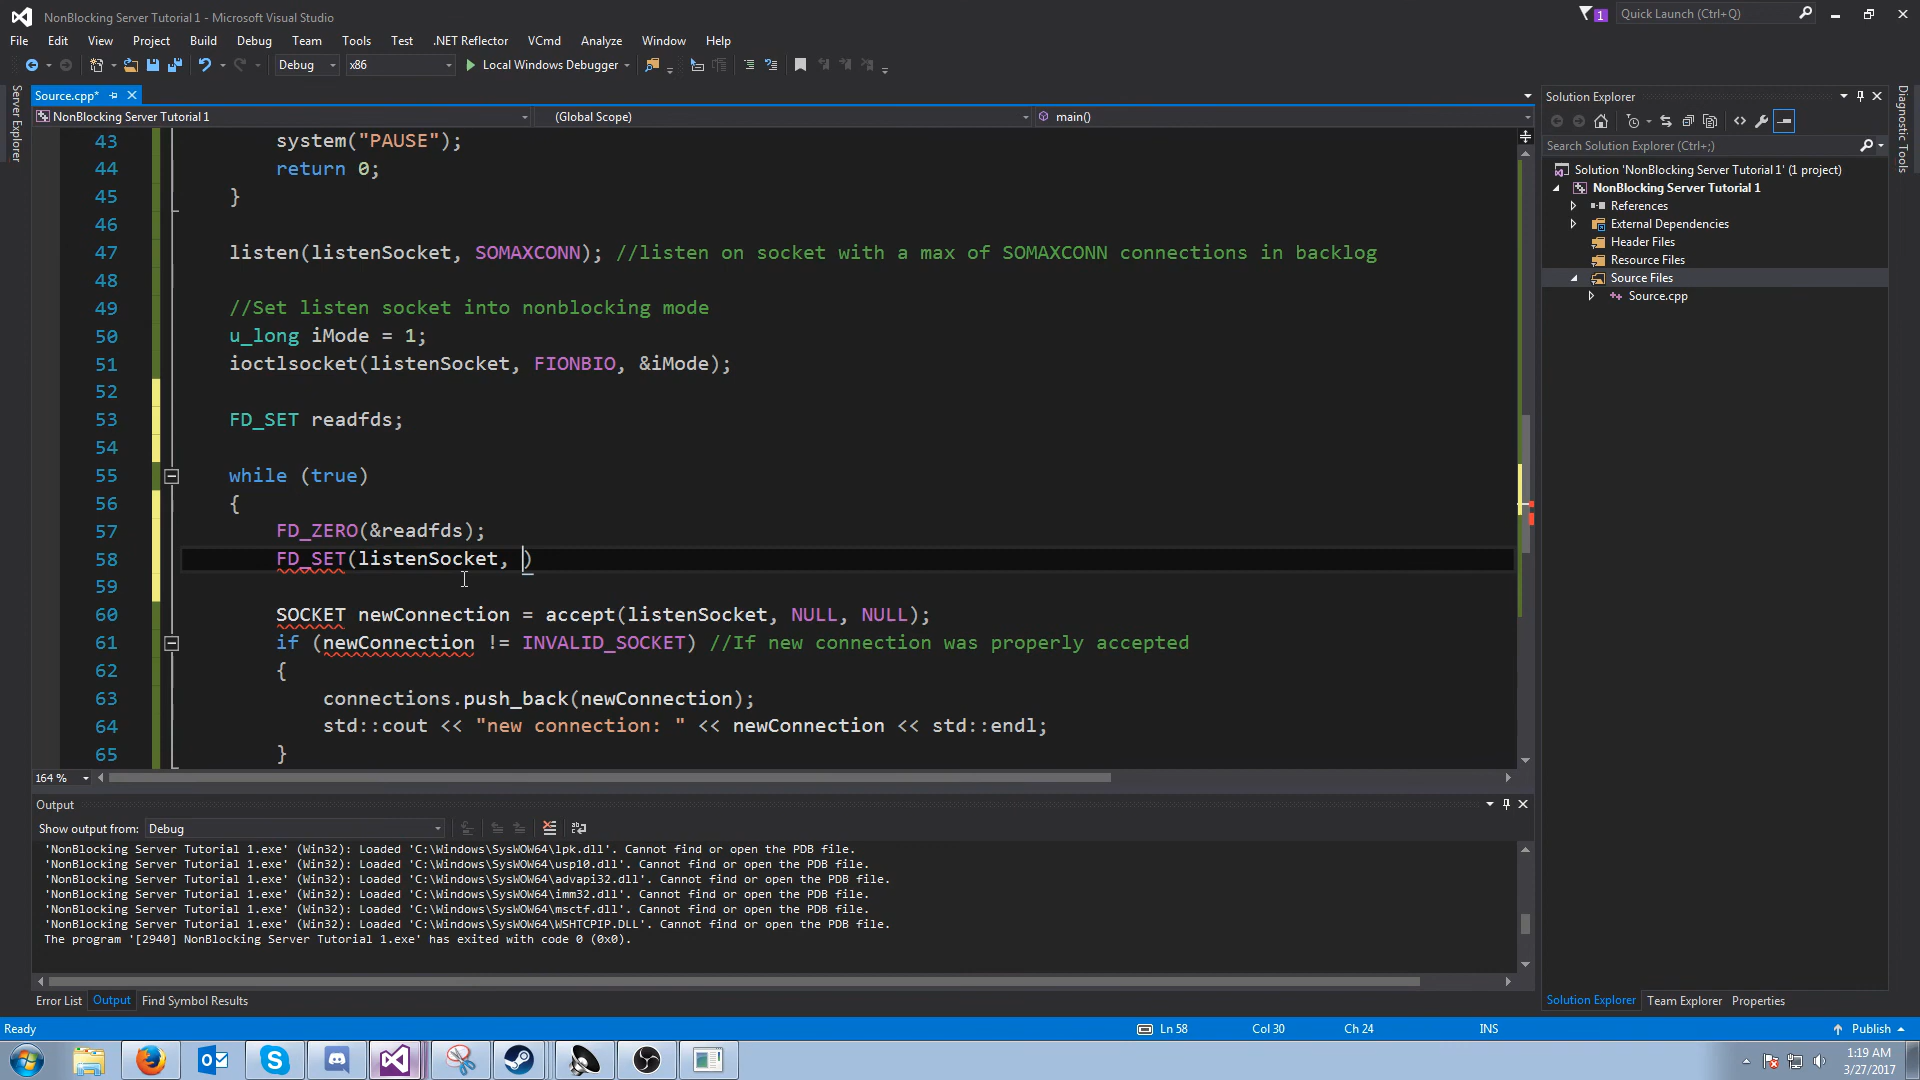 NonBlocking Server Tutorial 1 - Microsoft Visual Studio
1
Quick Launch (Ctrl+Q)
File Edit View Project Build Debug Team Tools Test .NET Reflector VCmd Analyze Window Help
Debug x86 Local Windows Debugger
Server Explorer
Source.cpp*
NonBlocking Server Tutorial 1 (Global Scope) main()
43 system("PAUSE");
44 return 0;
45 }
46
47 listen(listenSocket, SOMAXCONN); //listen on socket with a max of SOMAXCONN connections in backlog
48
49 //Set listen socket into nonblocking mode
50 u_long iMode = 1;
51 ioctlsocket(listenSocket, FIONBIO, &iMode);
52
53 FD_SET readfds;
54
55 while (true)
56 {
57 FD_ZERO(&readfds);
58 FD_SET(listenSocket, )
59
60 SOCKET newConnection = accept(listenSocket, NULL, NULL);
61 if (newConnection != INVALID_SOCKET) //If new connection was properly accepted
62 {
63 connections.push_back(newConnection);
64 std::cout << "new connection: " << newConnection << std::endl;
65 }
164 %
Output
Show output from: Debug
'NonBlocking Server Tutorial 1.exe' (Win32): Loaded 'C:\Windows\SysWOW64\lpk.dll'. Cannot find or open the PDB file.
'NonBlocking Server Tutorial 1.exe' (Win32): Loaded 'C:\Windows\SysWOW64\usp10.dll'. Cannot find or open the PDB file.
'NonBlocking Server Tutorial 1.exe' (Win32): Loaded 'C:\Windows\SysWOW64\advapi32.dll'. Cannot find or open the PDB file.
'NonBlocking Server Tutorial 1.exe' (Win32): Loaded 'C:\Windows\SysWOW64\imm32.dll'. Cannot find or open the PDB file.
'NonBlocking Server Tutorial 1.exe' (Win32): Loaded 'C:\Windows\SysWOW64\msctf.dll'. Cannot find or open the PDB file.
'NonBlocking Server Tutorial 1.exe' (Win32): Loaded 'C:\Windows\SysWOW64\WSHTCPIP.DLL'. Cannot find or open the PDB file.
The program '[2940] NonBlocking Server Tutorial 1.exe' has exited with code 0 (0x0).
Error List Output Find Symbol Results
Solution Explorer
Search Solution Explorer (Ctrl+;)
Solution 'NonBlocking Server Tutorial 1' (1 project)
NonBlocking Server Tutorial 1
References
External Dependencies
Header Files
Resource Files
Source Files
Source.cpp
Solution Explorer Team Explorer Properties
Diagnostic Tools
Ready Ln 58 Col 30 Ch 24 INS Publish
1:19 AM
3/27/2017